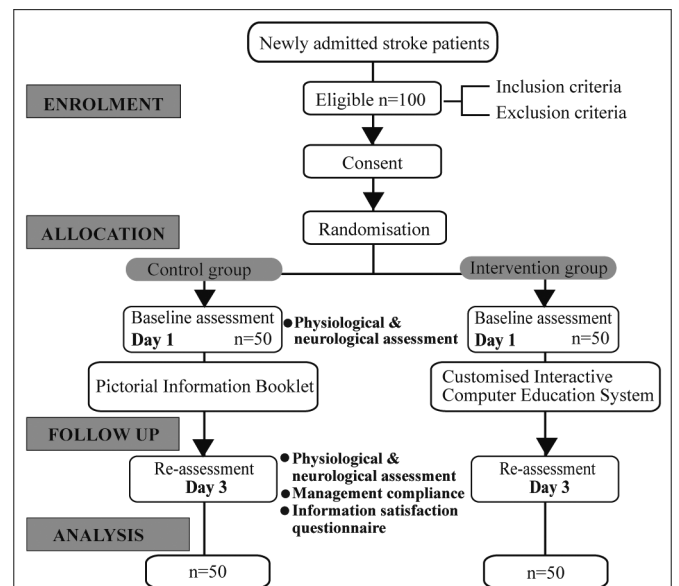 Newly admitted stroke patients
ENROLMENT
Eligible n=100
Inclusion criteria
Exclusion criteria
Consent
ALLOCATION
Randomisation
Control group
Intervention group
Baseline assessment
Day 1 n=50
●Physiological &
neurological assessment
Baseline assessment
Day 1 n=50
Pictorial Information Booklet
Customised Interactive
Computer Education System
FOLLOW UP
Re-assessment
Day 3
●Physiological &
neurological assessment
●Management compliance
●Information satisfaction
questionnaire
Re-assessment
Day 3
ANALYSIS
n=50
n=50